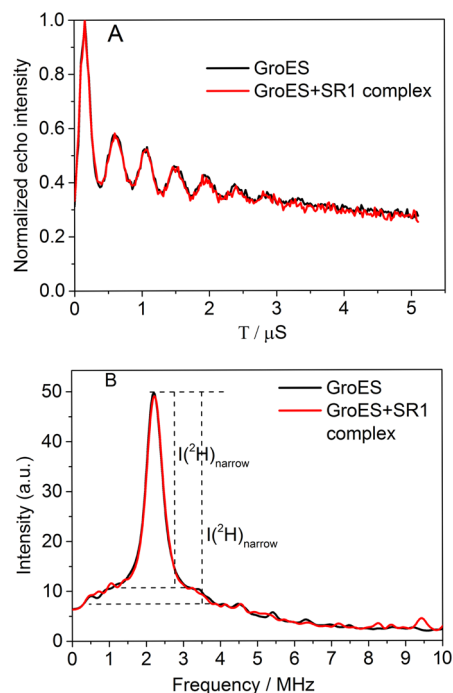 A
GroES
GroES+SR1 complex
Normalized echo intensity
1.0
0.8
0.6
0.4
0.2
0.0
0 1 2 3 4 5
T / μS
B
GroES
GroES+SR1
complex
Intensity (a.u.)
50
40
30
20
10
0
I(²H)narrow
I(²H)narrow
0 1 2 3 4 5 6 7 8 9 10
Frequency / MHz